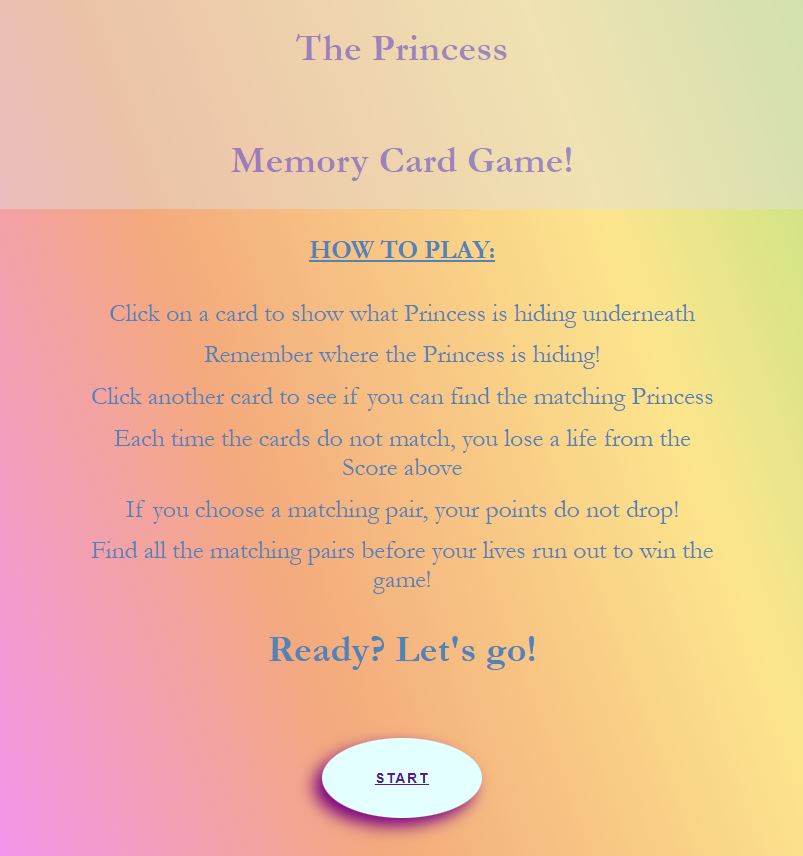 The Princess
Memory Card Game!
HOW TO PLAY:
Click on a card to show what Princess is hiding underneath
Remember where the Princess is hiding!
Click another card to see if you can find the matching Princess
Each time the cards do not match, you lose a life from the
Score above
If you choose a matching pair, your points do not drop!
Find all the matching pairs before your lives run out to win the
game!
Ready? Let's go!
START